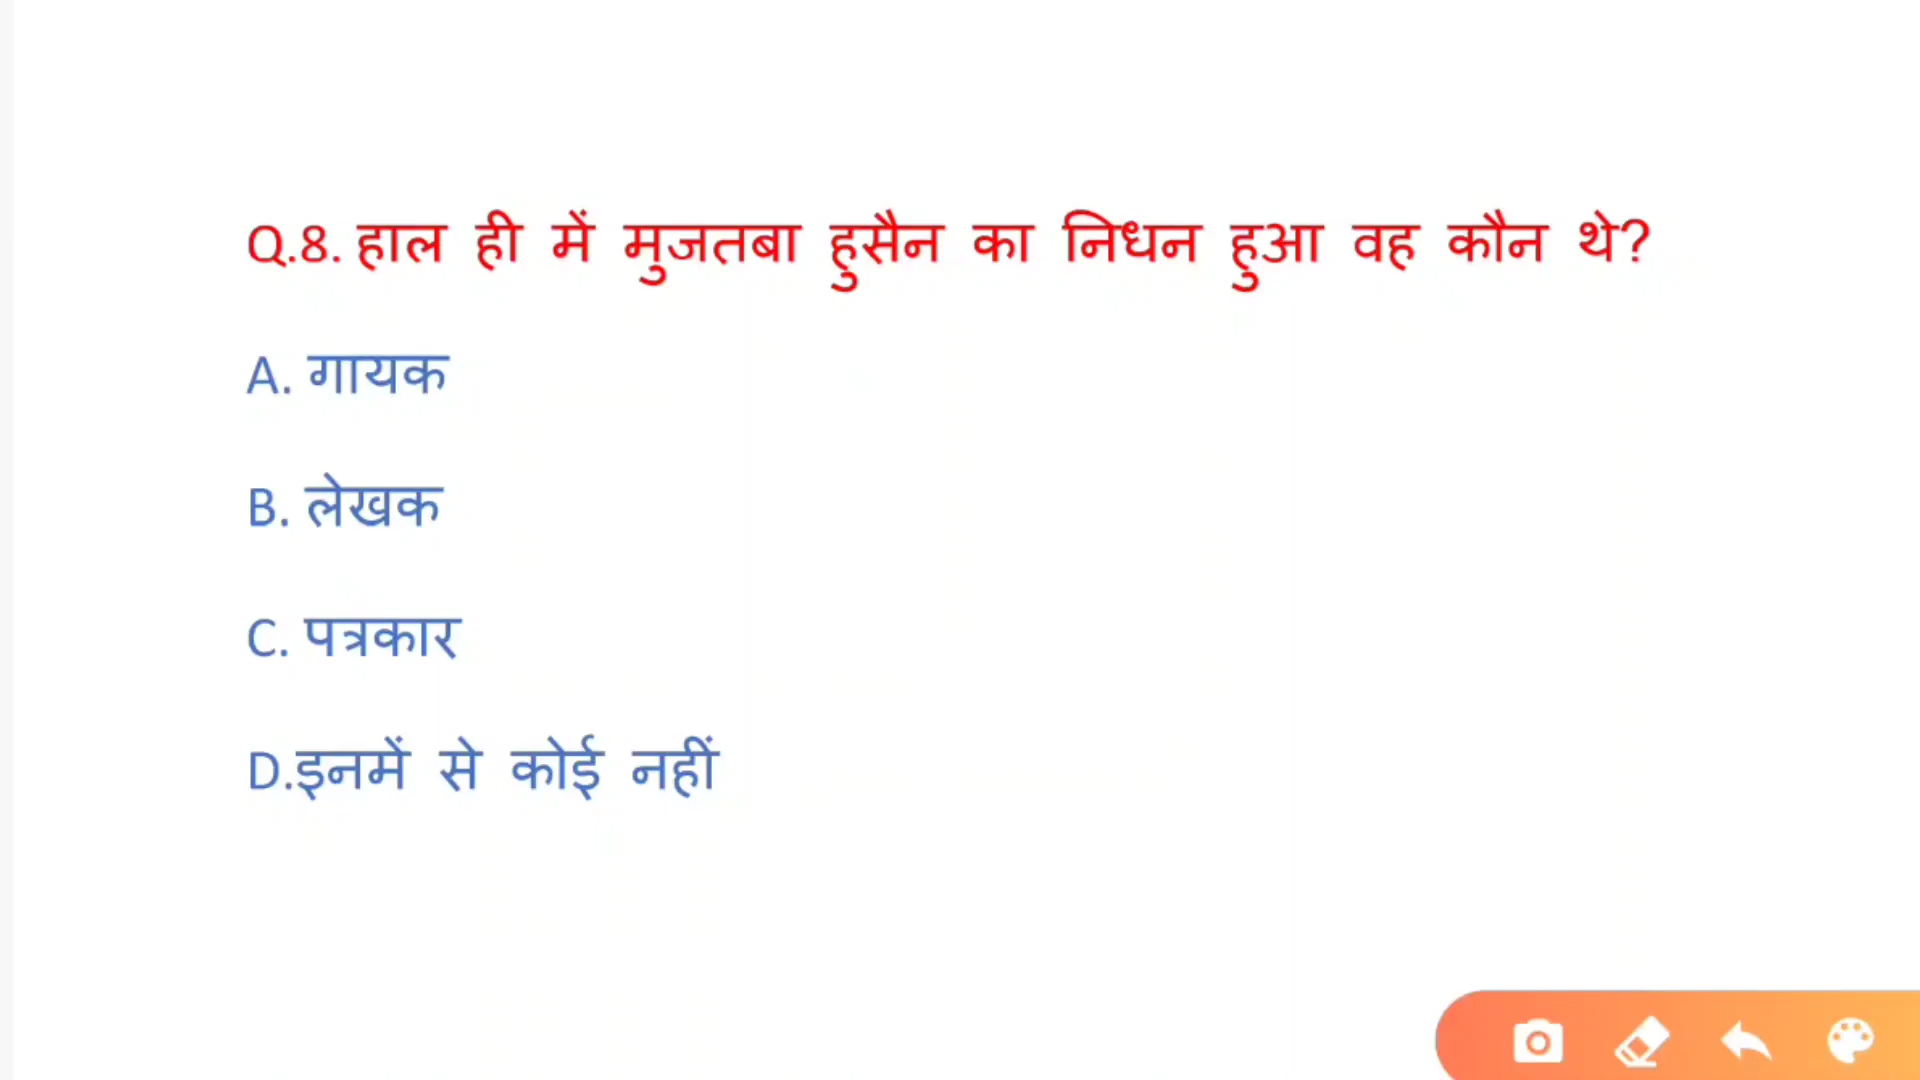 Q.8. हाल ही में मुजतबा हुसैन का निधन हुआ वह कौन थे?
A. गायक
B. लेखक
C. पत्रकार
D.इनमें से कोई नहीं